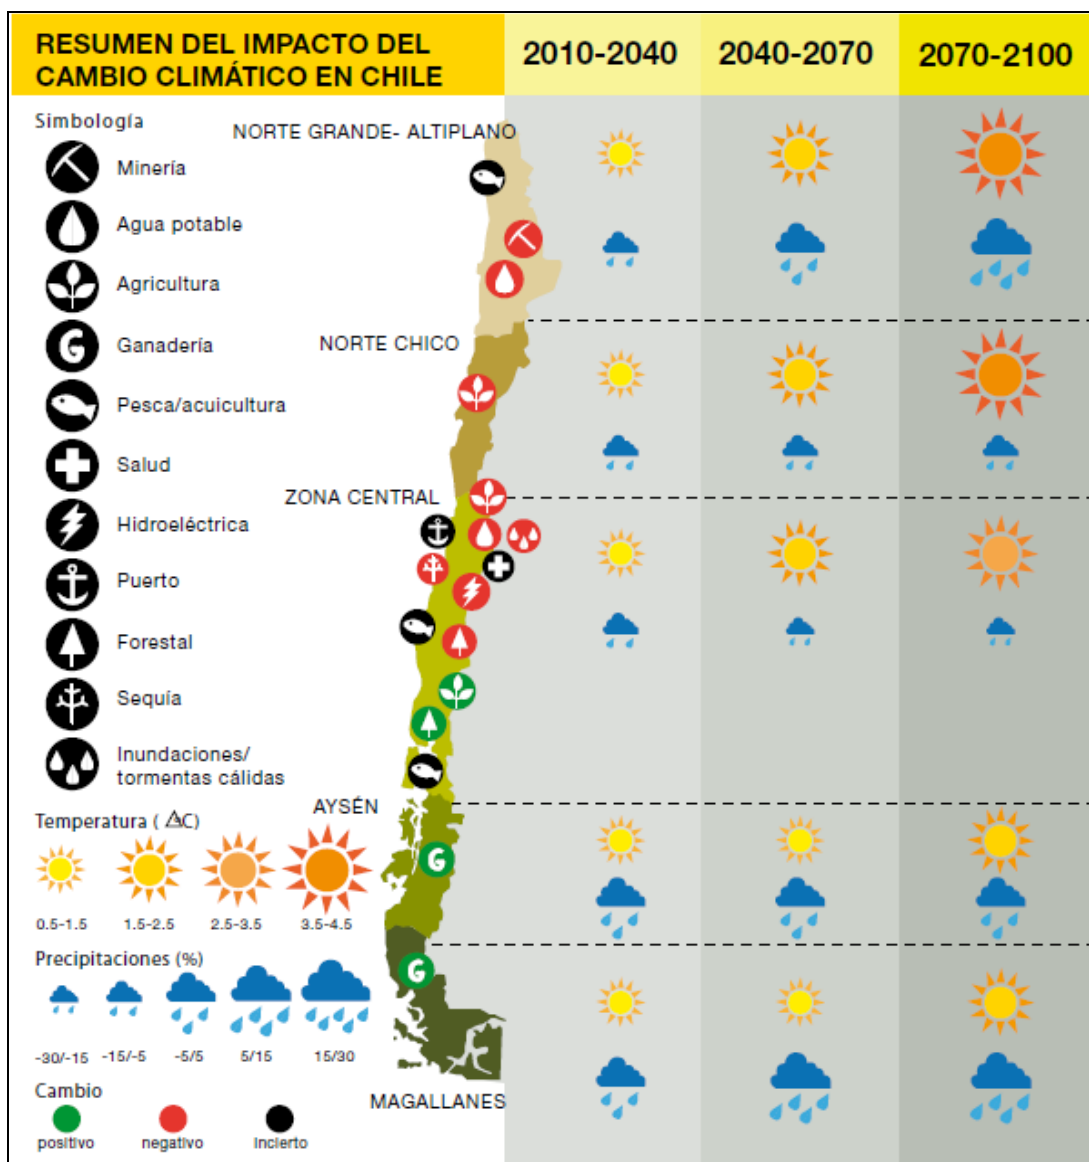 RESUMEN DEL IMPACTO DEL
CAMBIO CLIMÁTICO EN CHILE
2010-2040
2040-2070
2070-2100
Simbología
Minería
Agua potable
Agricultura
Ganadería
Pesca/acuicultura
Salud
Hidroeléctrica
Puerto
Forestal
Sequía
Inundaciones/
tormentas cálidas
NORTE GRANDE- ALTIPLANO
NORTE CHICO
ZONA CENTRAL
AYSÉN
MAGALLANES
Temperatura ( ΔC)
0.5-1.5 1.5-2.5 2.5-3.5 3.5-4.5
Precipitaciones (%)
-30/-15 -15/-5 -5/5 5/15 15/30
Cambio
positivo negativo incierto